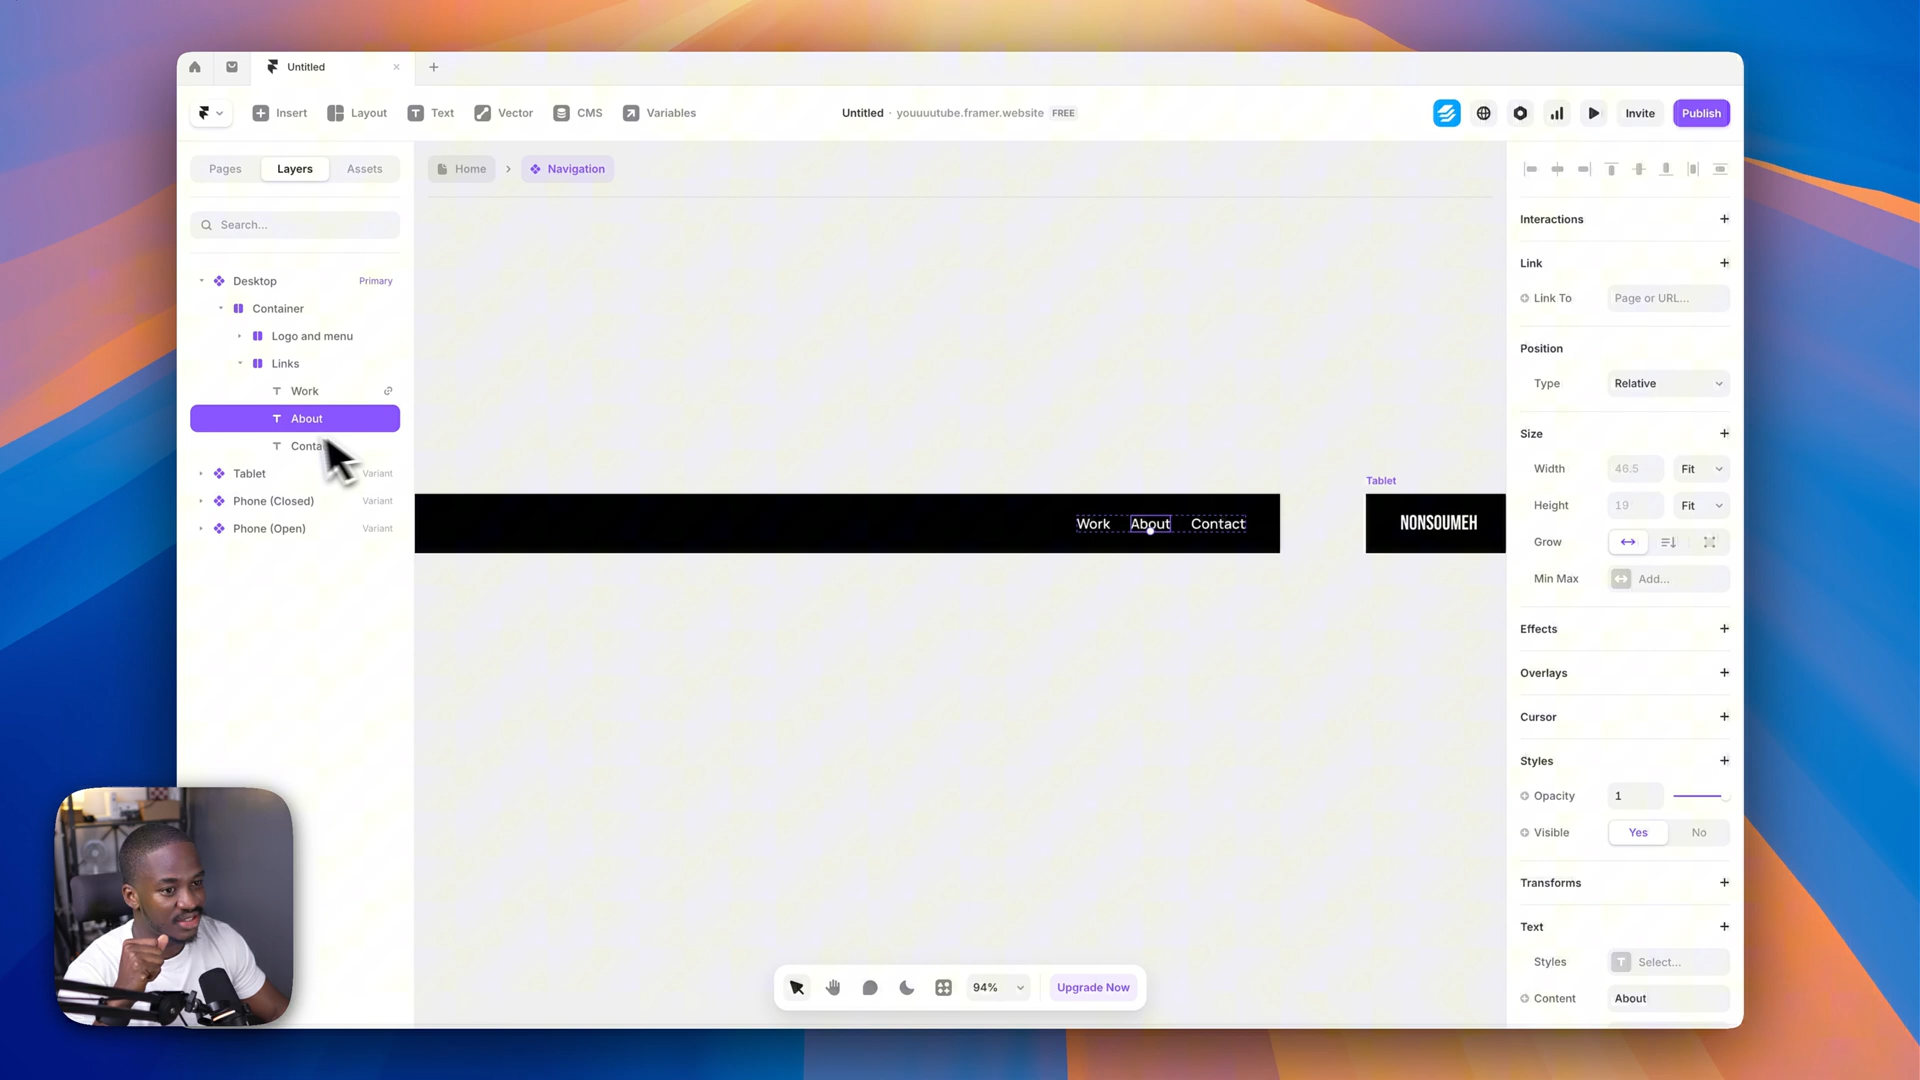 Untitled
Insert
Layout
Text
Vector
CMS
Variables
Untitled · youuuutube.framer.website FREE
Invite
Publish
Pages
Layers
Assets
Home
Navigation
Search...
Desktop
Primary
Container
Logo and menu
Links
Work
About
Conta
Tablet
Variant
Phone (Closed)
Variant
Phone (Open)
Variant
Work
About
Contact
Tablet
NONSOUMEH
94%
Upgrade Now
Interactions
Link
Link To
Page or URL...
Position
Type
Relative
Size
Width
46.5
Fit
Height
19
Fit
Grow
Min Max
Add...
Effects
Overlays
Cursor
Styles
Opacity
1
Visible
Yes
No
Transforms
Text
Styles
Select...
Content
About